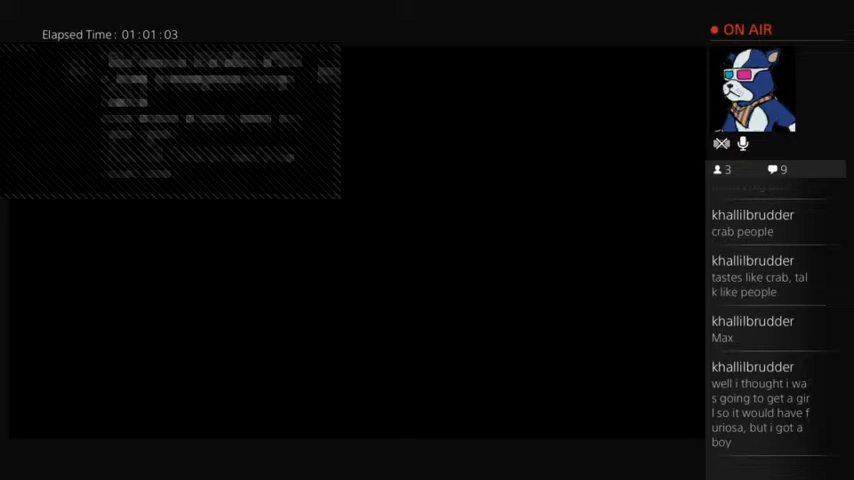 Elapsed Time: 01:01:03
ON AIR
3
9
khallilbrudder
crab people
khallilbrudder
tastes like crab, tal
k like people
khallilbrudder
Max
khallilbrudder
well i thought i wa
s going to get a gir
l so it would have f
uriosa, but i got a
boy